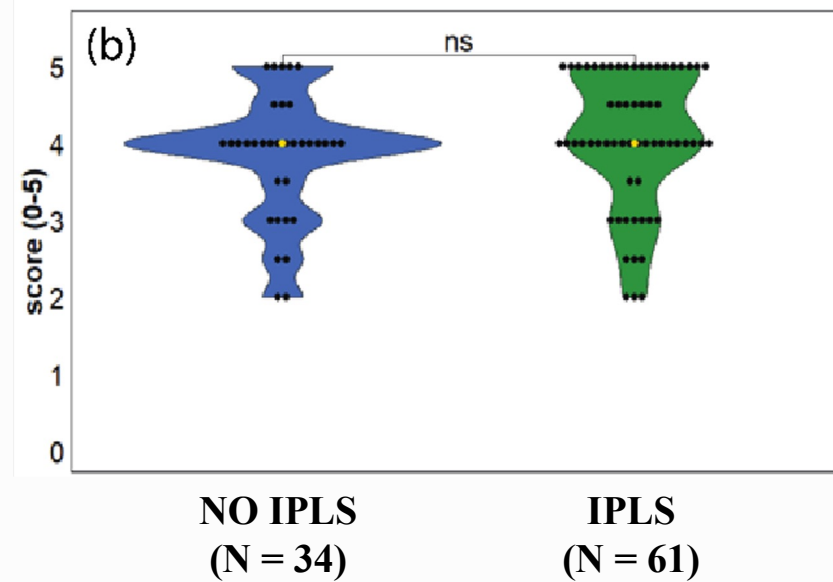 (b)
ns
5
4
3
2
1
0
score (0-5)
NO IPLS
(N = 34)
IPLS
(N = 61)